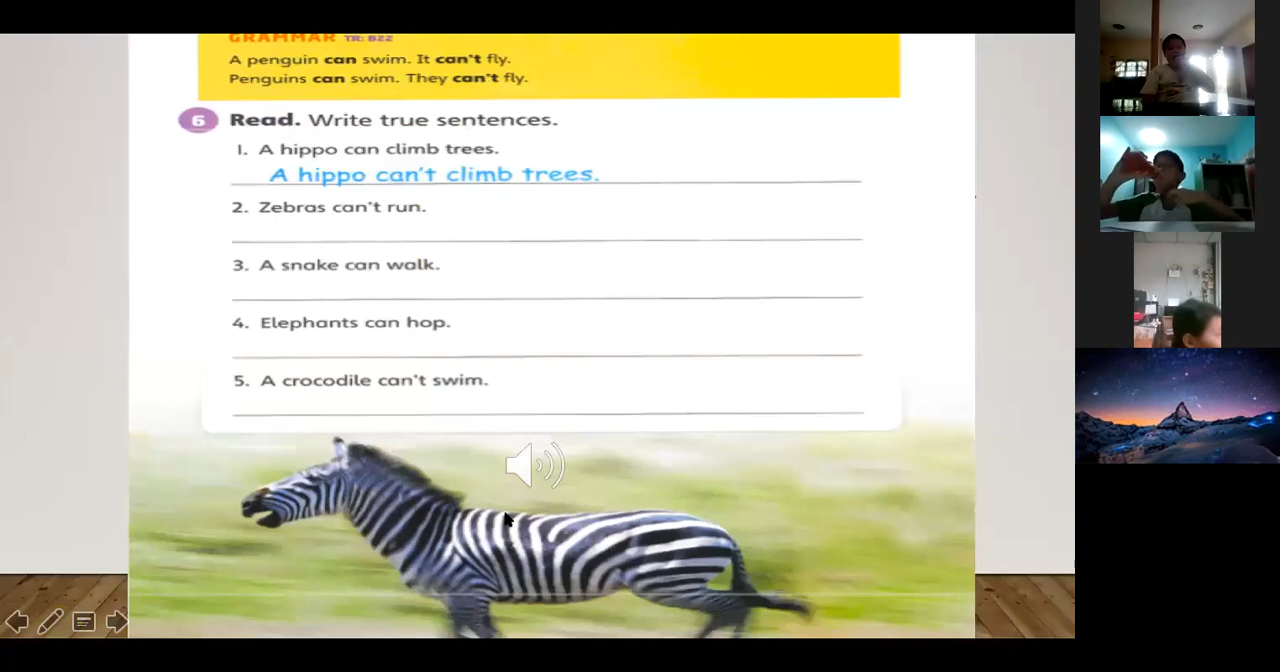 GRAMMAR TR: B22
A penguin can swim. It can't fly.
Penguins can swim. They can't fly.
6 Read. Write true sentences.
1. A hippo can climb trees.
A hippo can't climb trees.
2. Zebras can't run.
3. A snake can walk.
4. Elephants can hop.
5. A crocodile can't swim.